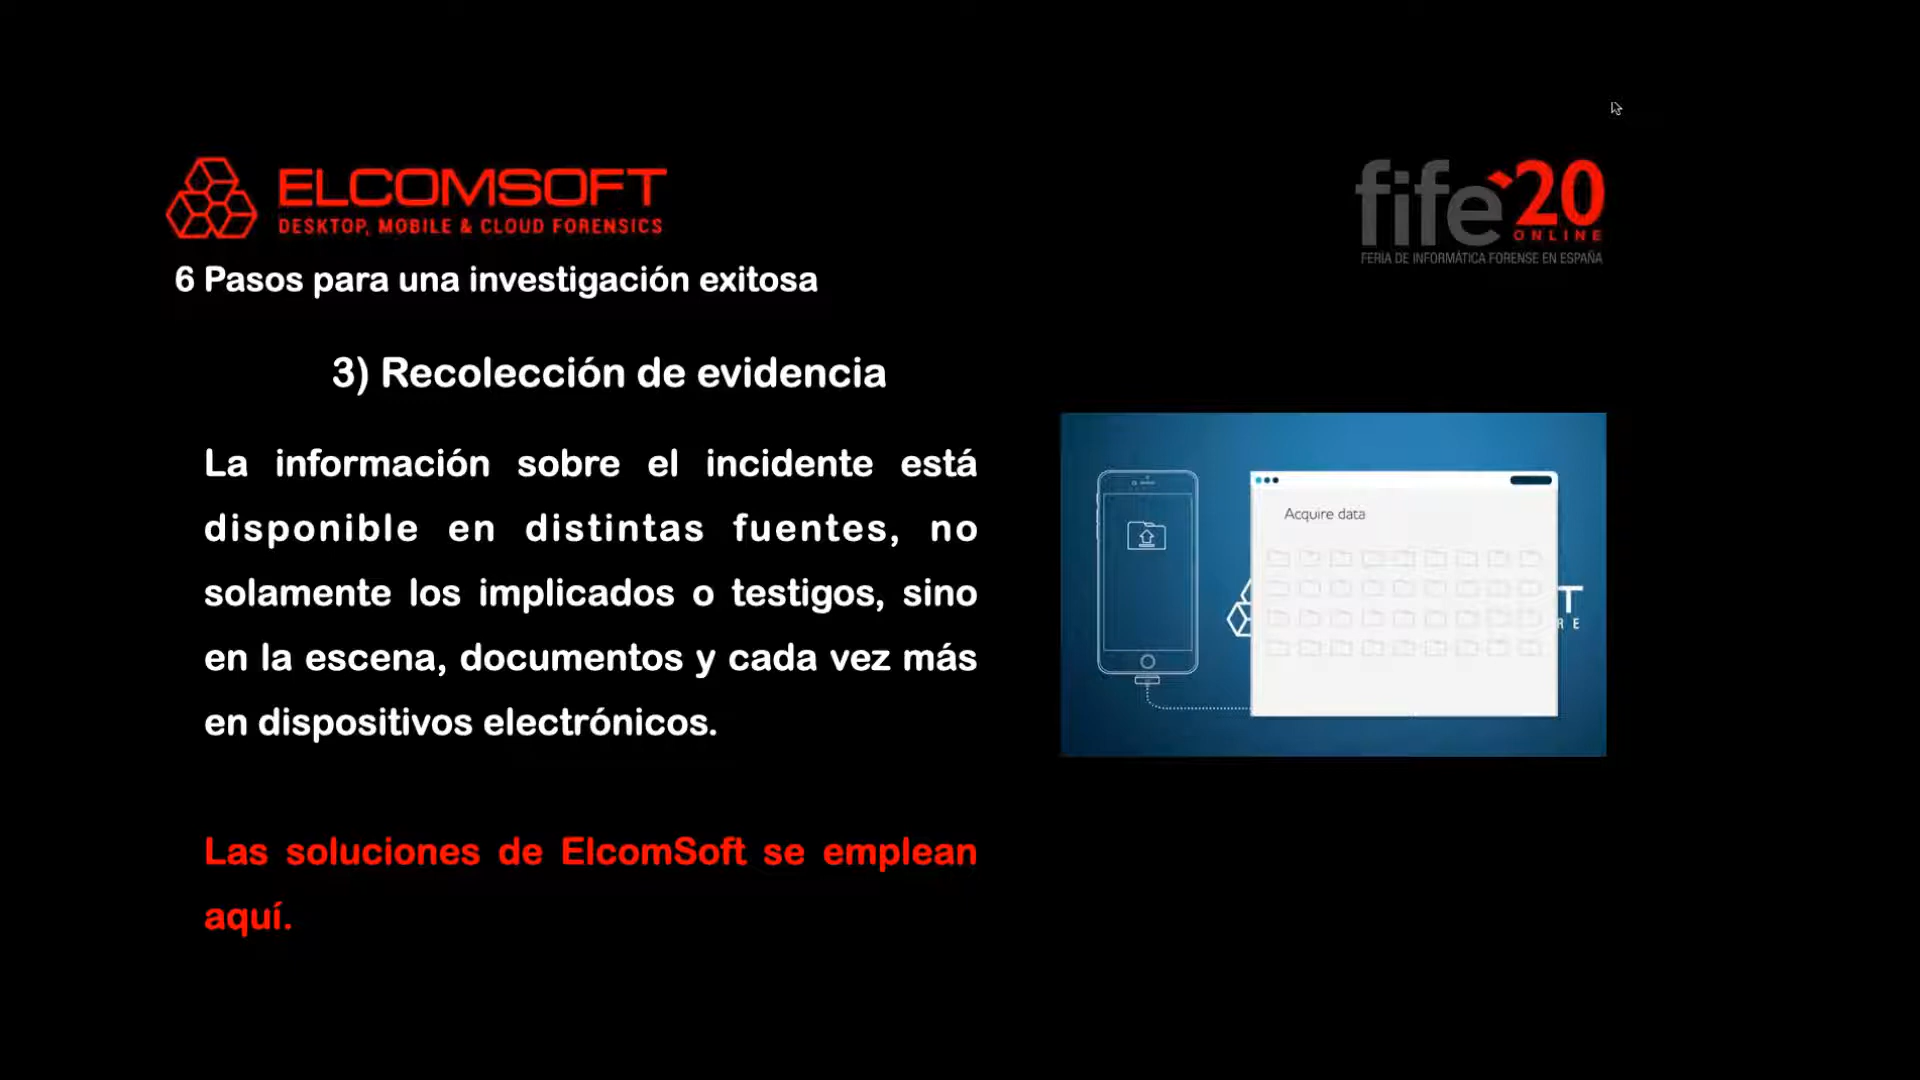 ELCOMSOFT
DESKTOP, MOBILE & CLOUD FORENSICS
fife'20
ONLINE
FERIA DE INFORMÁTICA FORENSE EN ESPAÑA
6 Pasos para una investigación exitosa
3) Recolección de evidencia
La información sobre el incidente está
disponible en distintas fuentes, no
solamente los implicados o testigos, sino
en la escena, documentos y cada vez más
en dispositivos electrónicos.
Las soluciones de ElcomSoft se emplean
aquí.
Acquire data
T
R E